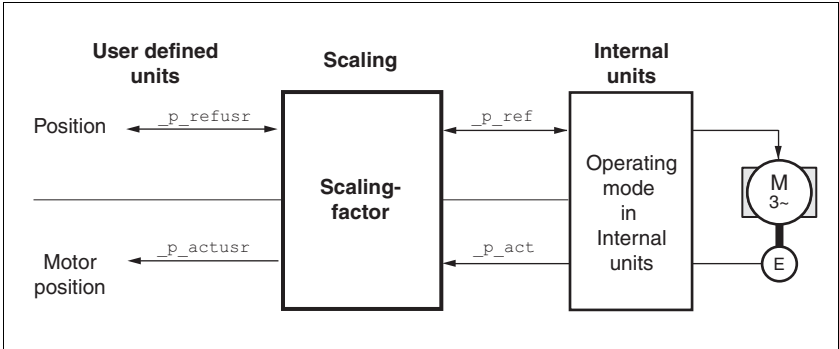 User defined
units
Scaling
Internal
units
Position
_p_refusr
_p_ref
Scaling-
factor
Operating
mode
in
Internal
units
M
3~
Motor
position
_p_actusr
_p_act
E